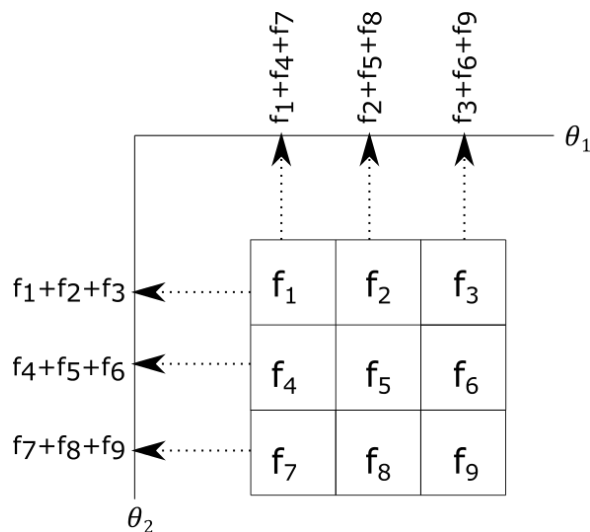 f₁+f₄+f₇
f₂+f₅+f₈
f₃+f₆+f₉
θ₁
f₁ f₂ f₃
f₁+f₂+f₃
f₄ f₅ f₆
f₄+f₅+f₆
f₇ f₈ f₉
f₇+f₈+f₉
θ₂